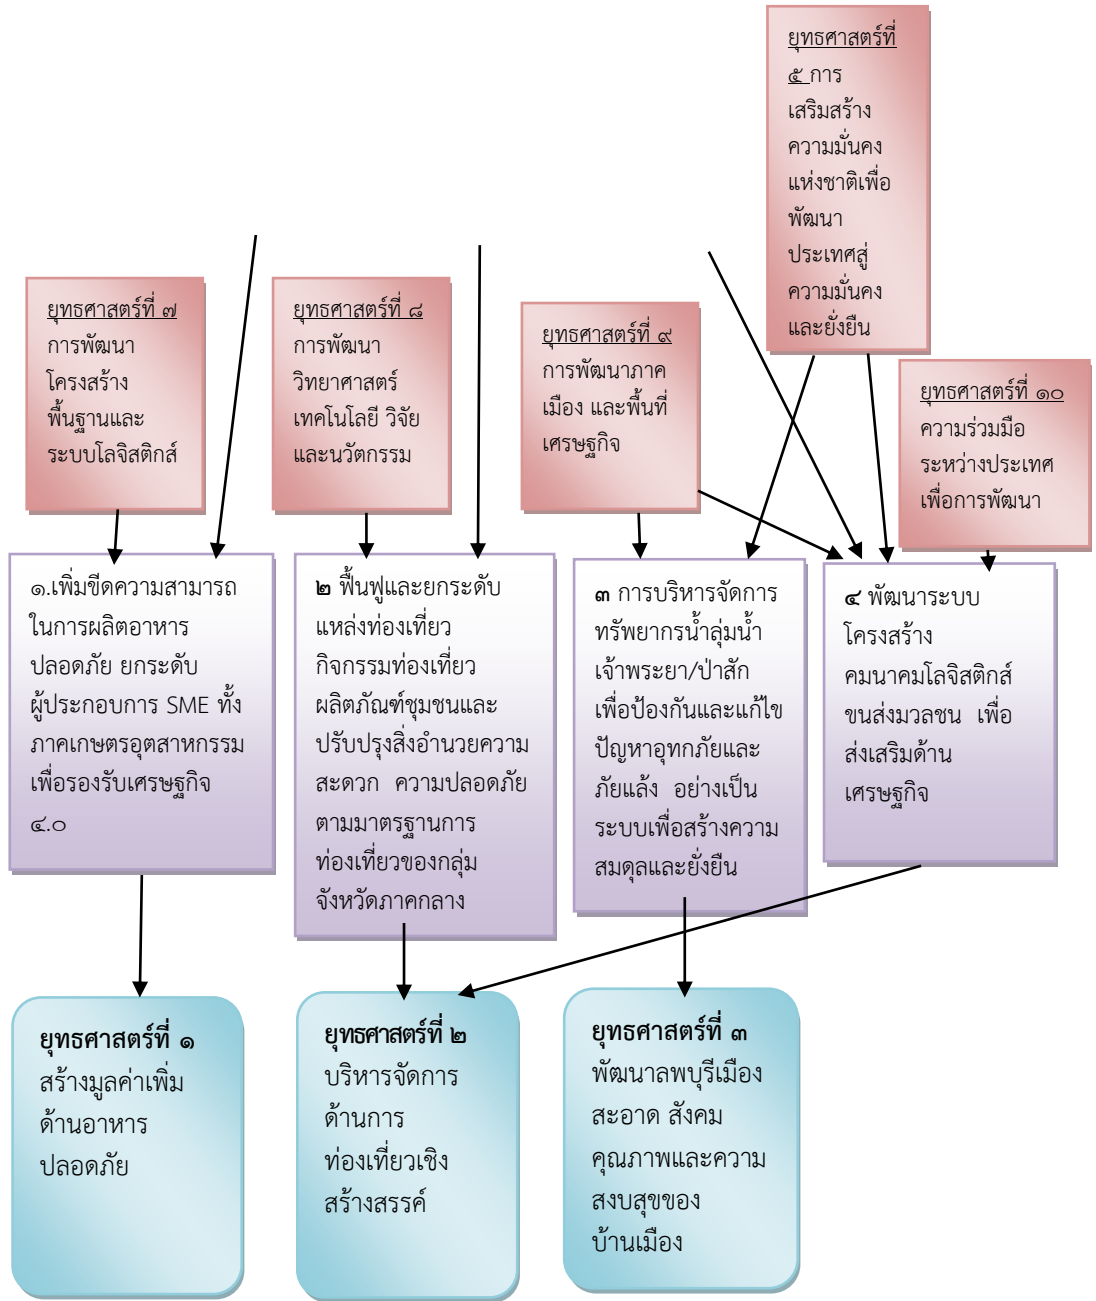 ยุทธศาสตร์ที่
๕ การ
เสริมสร้าง
ความมั่นคง
แห่งชาติเพื่อ
พัฒนา
ประเทศสู่
ความมั่นคง
และยั่งยืน
ยุทธศาสตร์ที่ ๗
การพัฒนา
โครงสร้าง
พื้นฐานและ
ระบบโลจิสติกส์
ยุทธศาสตร์ที่ ๘
การพัฒนา
วิทยาศาสตร์
เทคโนโลยี วิจัย
และนวัตกรรม
ยุทธศาสตร์ที่ ๙
การพัฒนาภาค
เมือง และพื้นที่
เศรษฐกิจ
ยุทธศาสตร์ที่ ๑๐
ความร่วมมือ
ระหว่างประเทศ
เพื่อการพัฒนา
๑.เพิ่มขีดความสามารถ
ในการผลิตอาหาร
ปลอดภัย ยกระดับ
ผู้ประกอบการ SME ทั้ง
ภาคเกษตรอุตสาหกรรม
เพื่อรองรับเศรษฐกิจ
๔.๐
๒ ฟื้นฟูและยกระดับ
แหล่งท่องเที่ยว
กิจกรรมท่องเที่ยว
ผลิตภัณฑ์ชุมชนและ
ปรับปรุงสิ่งอำนวยความ
สะดวก ความปลอดภัย
ตามมาตรฐานการ
ท่องเที่ยวของกลุ่ม
จังหวัดภาคกลาง
๓ การบริหารจัดการ
ทรัพยากรน้ำลุ่มน้ำ
เจ้าพระยา/ป่าสัก
เพื่อป้องกันและแก้ไข
ปัญหาอุทกภัยและ
ภัยแล้ง อย่างเป็น
ระบบเพื่อสร้างความ
สมดุลและยั่งยืน
๔ พัฒนาระบบ
โครงสร้าง
คมนาคมโลจิสติกส์
ขนส่งมวลชน เพื่อ
ส่งเสริมด้าน
เศรษฐกิจ
ยุทธศาสตร์ที่ ๑
สร้างมูลค่าเพิ่ม
ด้านอาหาร
ปลอดภัย
ยุทธศาสตร์ที่ ๒
บริหารจัดการ
ด้านการ
ท่องเที่ยวเชิง
สร้างสรรค์
ยุทธศาสตร์ที่ ๓
พัฒนาลพบุรีเมือง
สะอาด สังคม
คุณภาพและความ
สงบสุขของ
บ้านเมือง